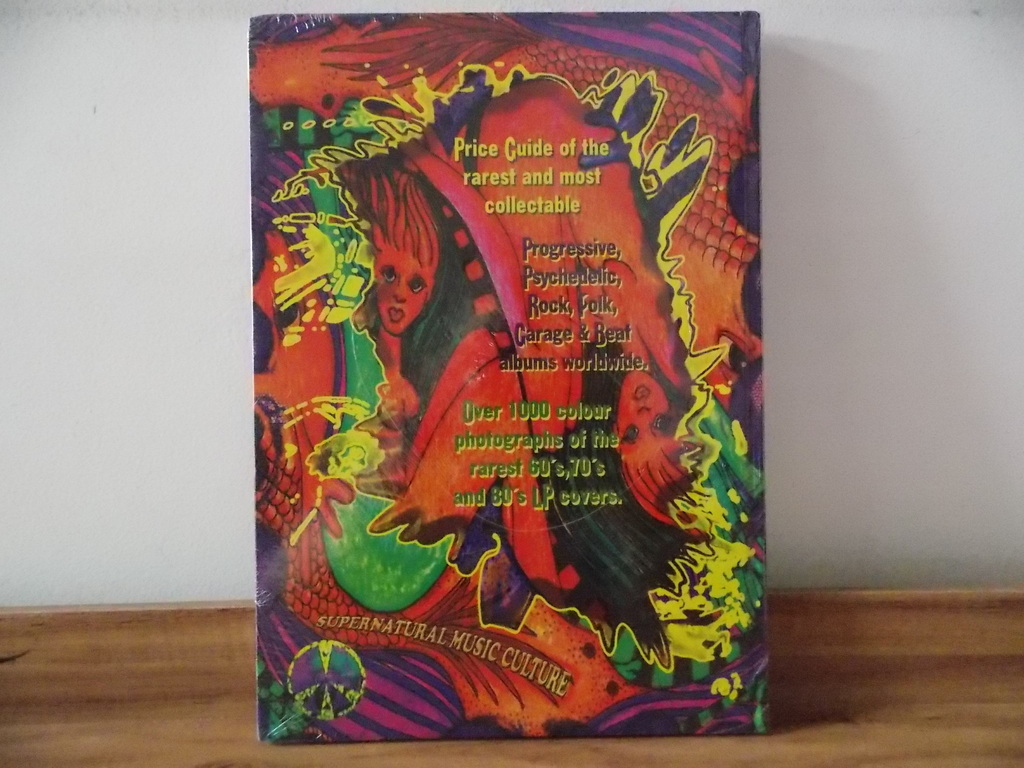 Price Guide of the
rarest and most
collectable
Progressive,
Psychedelic,
Rock, Folk,
Garage & Beat
albums worldwide.
Over 1000 colour
photographs of the
rarest 60´s,70´s
and 80´s LP covers.
SUPERNATURAL MUSIC CULTURE